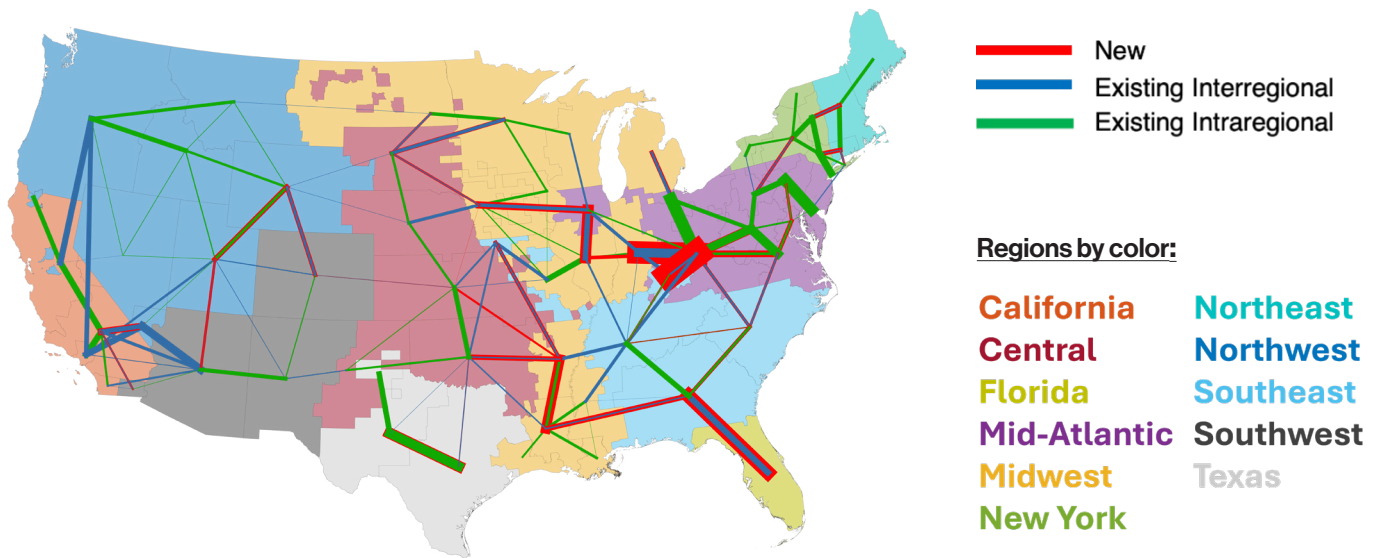 New
Existing Interregional
Existing Intraregional
Regions by color:
California
Northeast
Central
Northwest
Florida
Southeast
Mid-Atlantic
Southwest
Midwest
Texas
New York